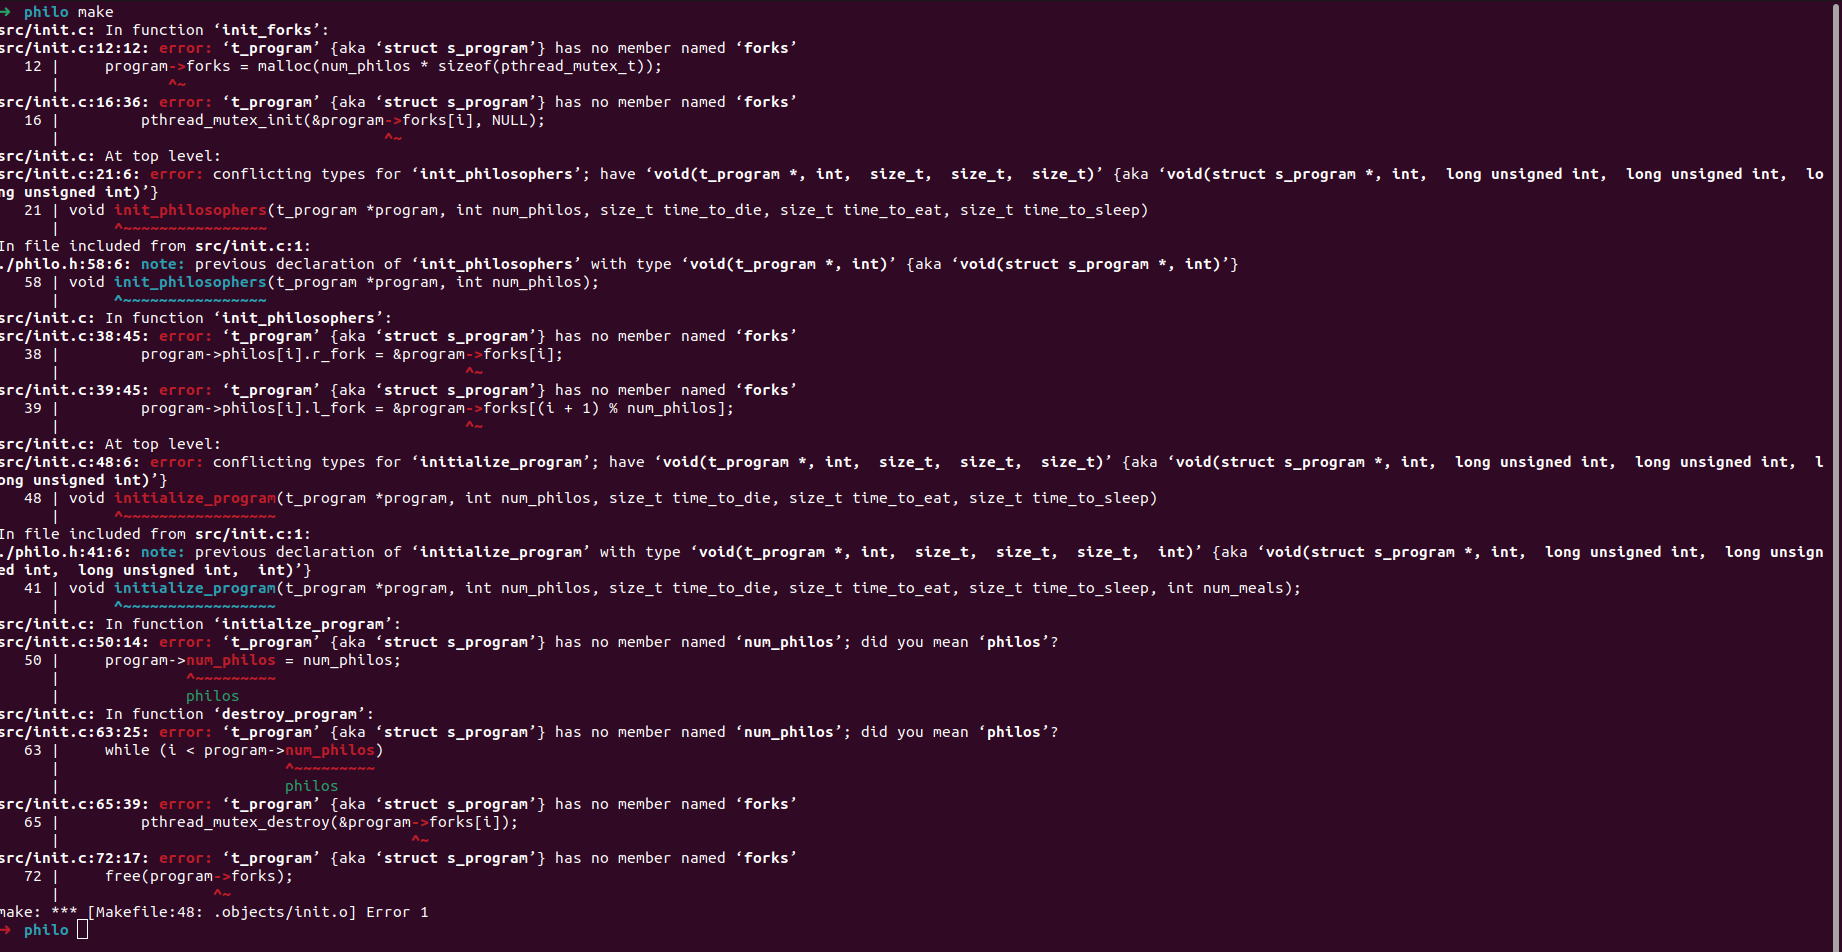 → philo make
src/init.c: In function ‘init_forks’:
src/init.c:12:12: error: ‘t_program’ {aka ‘struct s_program’} has no member named ‘forks’
   12 |     program->forks = malloc(num_philos * sizeof(pthread_mutex_t));
      |            ^~
src/init.c:16:36: error: ‘t_program’ {aka ‘struct s_program’} has no member named ‘forks’
   16 |         pthread_mutex_init(&program->forks[i], NULL);
      |                                    ^~
src/init.c: At top level:
src/init.c:21:6: error: conflicting types for ‘init_philosophers’; have ‘void(t_program *, int,  size_t,  size_t,  size_t)’ {aka ‘void(struct s_program *, int,  long unsigned int,  long unsigned int,  lo
ng unsigned int)’}
   21 | void init_philosophers(t_program *program, int num_philos, size_t time_to_die, size_t time_to_eat, size_t time_to_sleep)
      |      ^~~~~~~~~~~~~~~~~
In file included from src/init.c:1:
./philo.h:58:6: note: previous declaration of ‘init_philosophers’ with type ‘void(t_program *, int)’ {aka ‘void(struct s_program *, int)’}
   58 | void init_philosophers(t_program *program, int num_philos);
      |      ^~~~~~~~~~~~~~~~~
src/init.c: In function ‘init_philosophers’:
src/init.c:38:45: error: ‘t_program’ {aka ‘struct s_program’} has no member named ‘forks’
   38 |         program->philos[i].r_fork = &program->forks[i];
      |                                             ^~
src/init.c:39:45: error: ‘t_program’ {aka ‘struct s_program’} has no member named ‘forks’
   39 |         program->philos[i].l_fork = &program->forks[(i + 1) % num_philos];
      |                                             ^~
src/init.c: At top level:
src/init.c:48:6: error: conflicting types for ‘initialize_program’; have ‘void(t_program *, int,  size_t,  size_t,  size_t)’ {aka ‘void(struct s_program *, int,  long unsigned int,  long unsigned int,  l
ong unsigned int)’}
   48 | void initialize_program(t_program *program, int num_philos, size_t time_to_die, size_t time_to_eat, size_t time_to_sleep)
      |      ^~~~~~~~~~~~~~~~~~
In file included from src/init.c:1:
./philo.h:41:6: note: previous declaration of ‘initialize_program’ with type ‘void(t_program *, int,  size_t,  size_t,  size_t,  int)’ {aka ‘void(struct s_program *, int,  long unsigned int,  long unsign
ed int,  long unsigned int,  int)’}
   41 | void initialize_program(t_program *program, int num_philos, size_t time_to_die, size_t time_to_eat, size_t time_to_sleep, int num_meals);
      |      ^~~~~~~~~~~~~~~~~~
src/init.c: In function ‘initialize_program’:
src/init.c:50:14: error: ‘t_program’ {aka ‘struct s_program’} has no member named ‘num_philos’; did you mean ‘philos’?
   50 |     program->num_philos = num_philos;
      |              ^~~~~~~~~~
      |              philos
src/init.c: In function ‘destroy_program’:
src/init.c:63:25: error: ‘t_program’ {aka ‘struct s_program’} has no member named ‘num_philos’; did you mean ‘philos’?
   63 |     while (i < program->num_philos)
      |                         ^~~~~~~~~~
      |                         philos
src/init.c:65:39: error: ‘t_program’ {aka ‘struct s_program’} has no member named ‘forks’
   65 |         pthread_mutex_destroy(&program->forks[i]);
      |                                       ^~
src/init.c:72:17: error: ‘t_program’ {aka ‘struct s_program’} has no member named ‘forks’
   72 |     free(program->forks);
      |                 ^~
make: *** [Makefile:48: .objects/init.o] Error 1
→ philo